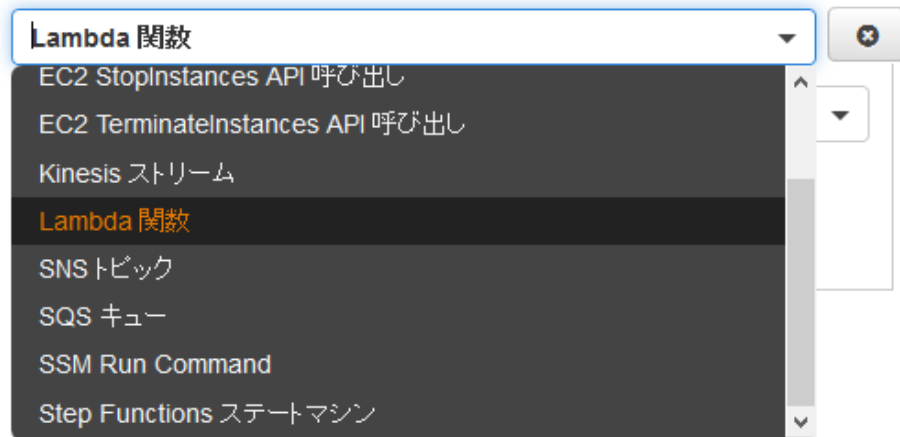 Lambda 関数
EC2 StopInstances API 呼び出し
EC2 TerminateInstances API 呼び出し
Kinesis ストリーム
Lambda 関数
SNS トピック
SQS キュー
SSM Run Command
Step Functions ステートマシン